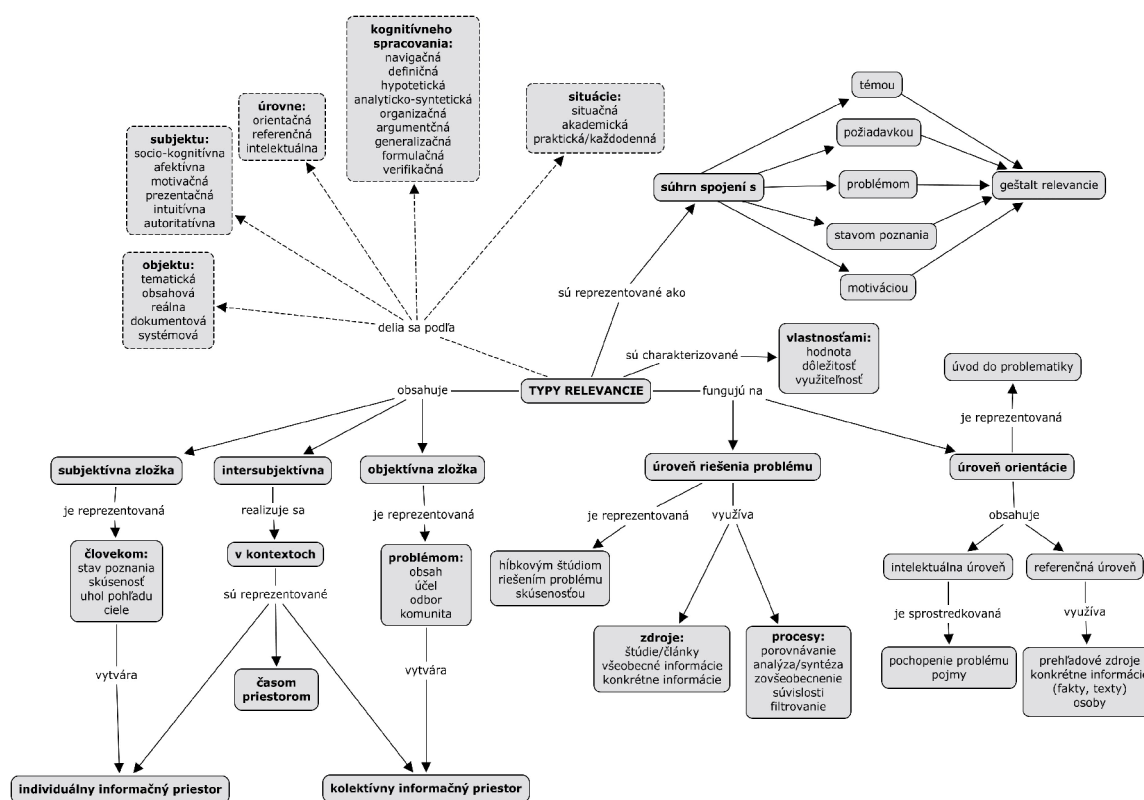 kognitívneho
spracovania:
navigačná
definičná
hypotetická
analyticko-syntetická
organizačná
argumentčná
generalizačná
formulačná
verifikačná
úrovne:
orientačná
referenčná
intelektuálna
situácie:
situačná
akademická
praktická/každodenná
subjektu:
socio-kognitívna
afektívna
motivačná
prezentačná
intuitívna
autoritatívna
objektu:
tematická
obsahová
reálna
dokumentová
systémová
delia sa podľa
témou
požiadavkou
súhrn spojení s
problémom
geštalt relevancie
stavom poznania
motiváciou
sú reprezentované ako
sú charakterizované
vlastnosťami:
hodnota
dôležitosť
využiteľnosť
obsahuje
TYPY RELEVANCIE
fungujú na
úvod do problematiky
je reprezentovaná
subjektívna zložka
intersubjektívna
objektívna zložka
úroveň riešenia problému
úroveň orientácie
je reprezentovaná
realizuje sa
je reprezentovaná
je reprezentovaná
využíva
obsahuje
človekom:
stav poznania
skúsenosť
uhol pohľadu
ciele
v kontextoch
problémom:
obsah
účel
odbor
komunita
híbkovým štúdiom
riešením problému
skúsenosťou
intelektuálna úroveň
referenčná úroveň
sú reprezentované
je sprostredkovaná
využíva
zdroje:
štúdie/články
všeobecné informácie
konkrétne informácie
procesy:
porovnávanie
analýza/syntéza
zovšeobecnenie
súvislosti
filtrovanie
pochopenie problému
pojmy
prehľadové zdroje
konkrétne informácie
(fakty, texty)
osoby
vytvára
časom
priestorom
vytvára
individuálny informačný priestor
kolektívny informačný priestor